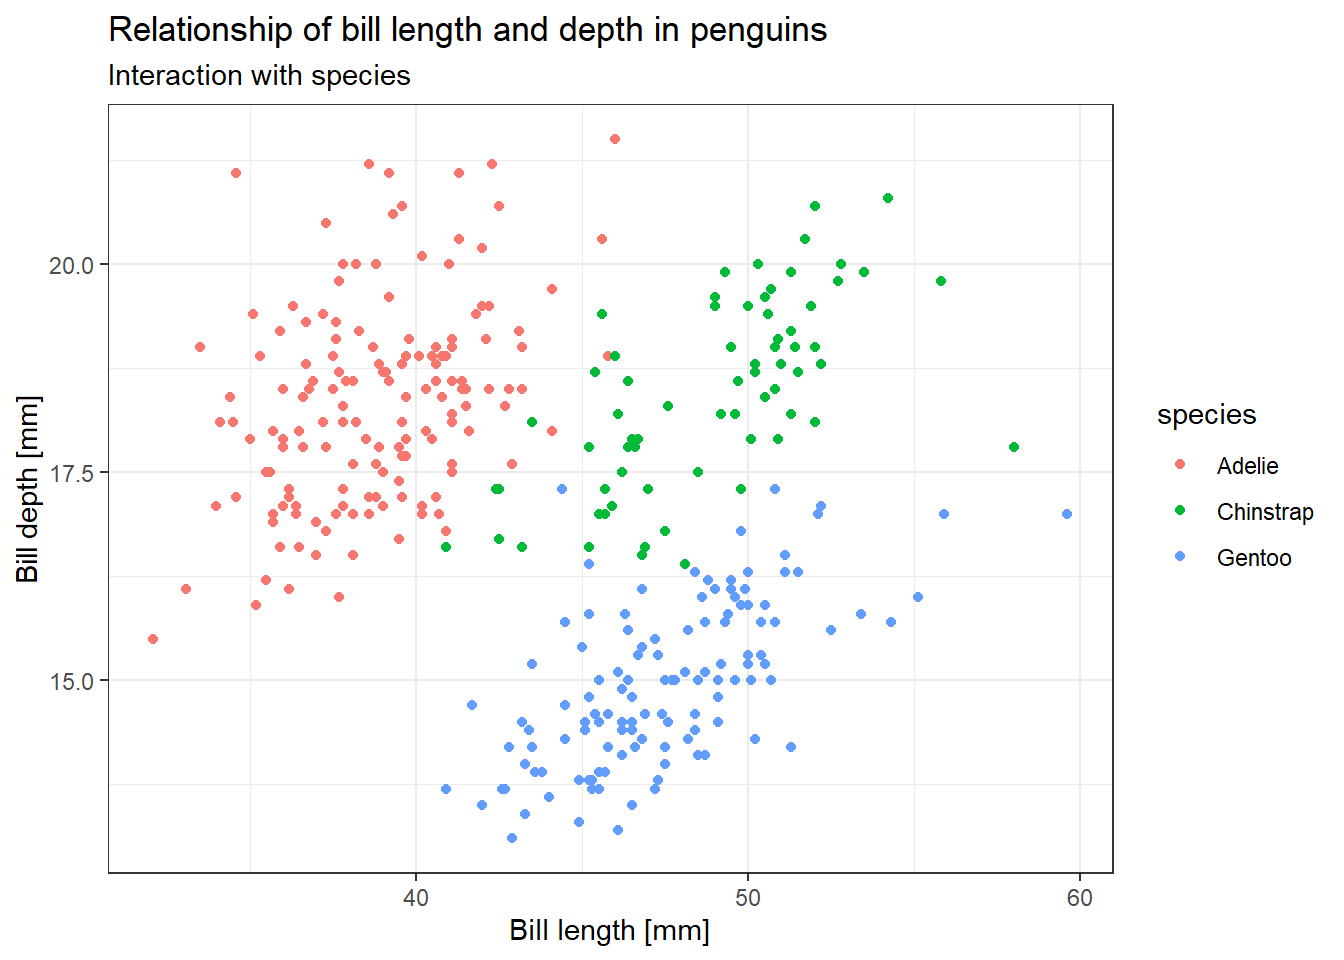 Relationship of bill length and depth in penguins
Interaction with species
20.0
17.5
15.0
Bill depth [mm]
40 50 60
Bill length [mm]
species
Adelie
Chinstrap
Gentoo